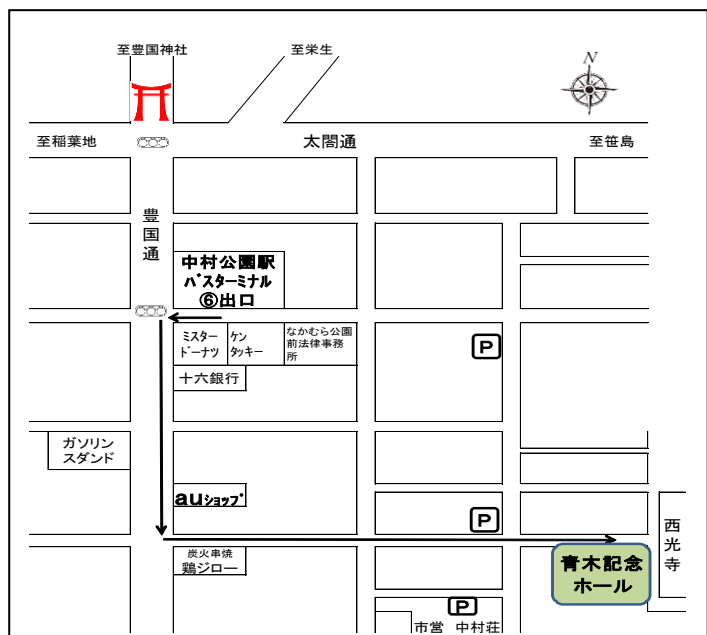 至豊国神社
至栄生
N
至稲葉地
太閤通
至笹島
豊国通
中村公園駅
バスターミナル
⑥出口
ミスター
ドーナツ
ケン
タッキー
なかむら公園
前法律事務
所
P
十六銀行
ガソリン
スダンド
auショップ
P
炭火串焼
鶏ジロー
青木記念
ホール
西光寺
P
市営 中村荘